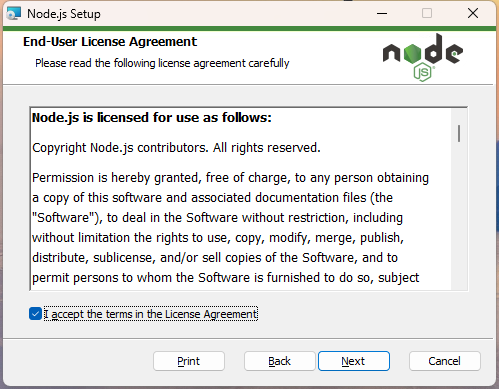 Node.js Setup
End-User License Agreement
Please read the following license agreement carefully
node
JS
Node.js is licensed for use as follows:
Copyright Node.js contributors. All rights reserved.
Permission is hereby granted, free of charge, to any person obtaining
a copy of this software and associated documentation files (the
"Software"), to deal in the Software without restriction, including
without limitation the rights to use, copy, modify, merge, publish,
distribute, sublicense, and/or sell copies of the Software, and to
permit persons to whom the Software is furnished to do so, subject
I accept the terms in the License Agreement
Print Back Next Cancel